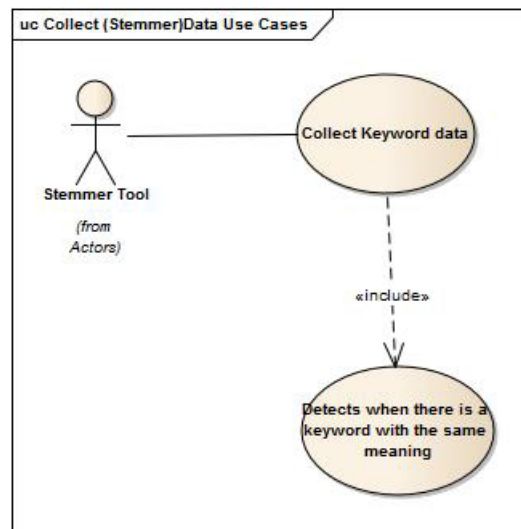 uc Collect (Stemmer)Data Use Cases
Collect Keyword data
Stemmer Tool
(from
Actors)
«include»
Detects when there is a
keyword with the same
meaning